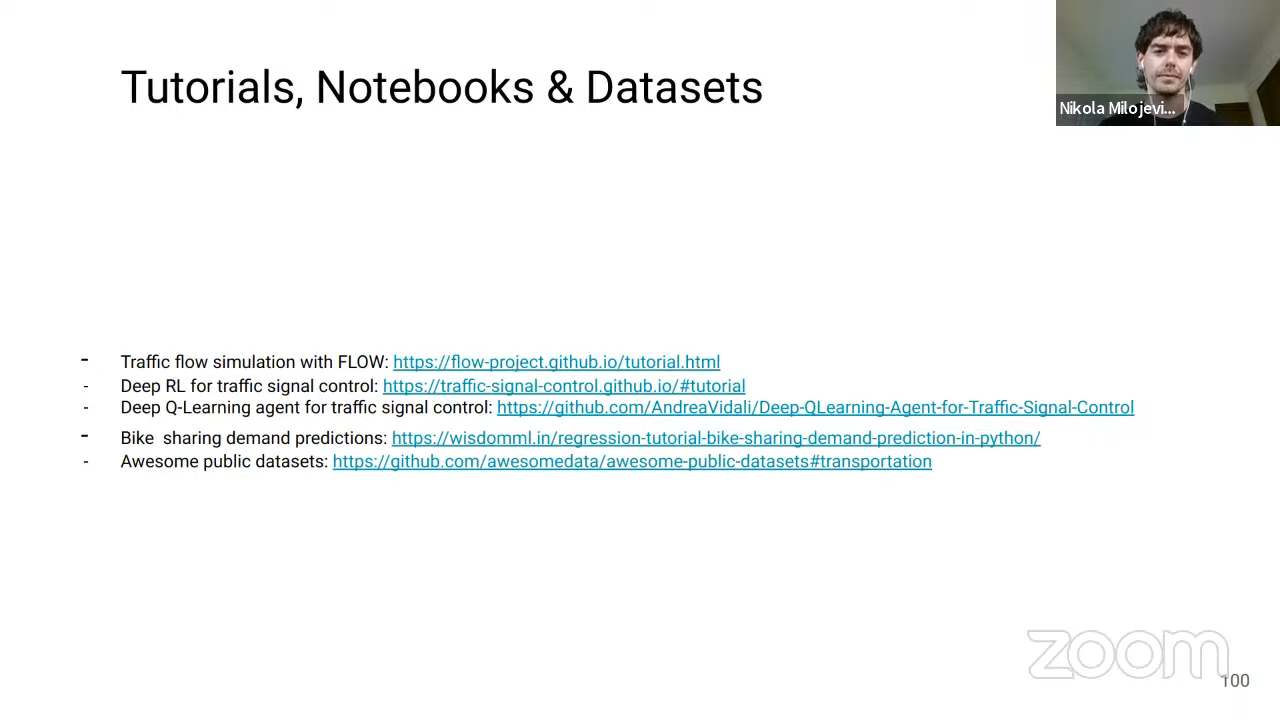 Tutorials, Notebooks & Datasets
Nikola Milojevi...
- Traffic flow simulation with FLOW: https://flow-project.github.io/tutorial.html
- Deep RL for traffic signal control: https://traffic-signal-control.github.io/#tutorial
- Deep Q-Learning agent for traffic signal control: https://github.com/AndreaVidali/Deep-QLearning-Agent-for-Traffic-Signal-Control
- Bike sharing demand predictions: https://wisdomml.in/regression-tutorial-bike-sharing-demand-prediction-in-python/
- Awesome public datasets: https://github.com/awesomedata/awesome-public-datasets#transportation
zoom
100